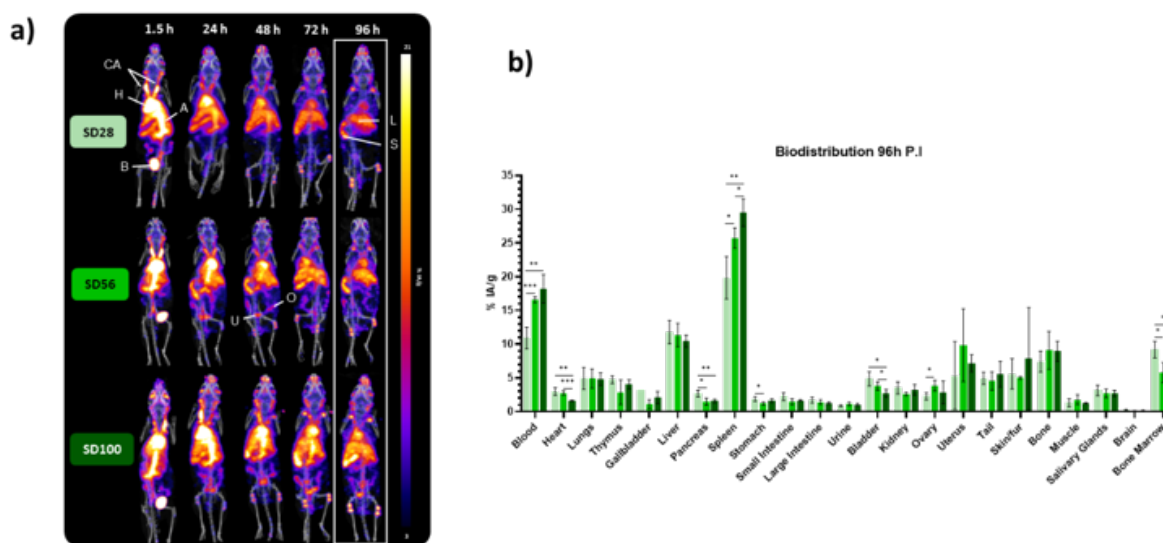 a)
1.5 h 24 h 48 h 72 h 96 h
21
CA
H
A
SD28
L
S
B
SD56
O
U
SD100
b)
Biodistribution 96h P.I
% IA/g
35
30
25
20
15
10
5
0
** *** ** *** * ** * ** * * * * * * * *
Blood
Heart
Lungs
Thymus
Gallbladder
Liver
Pancreas
Spleen
Stomach
Small Intestine
Large Intestine
Urine
Bladder
Kidney
Ovary
Uterus
Tail
Skin/fur
Bone
Muscle
Salivary Glands
Brain
Bone Marrow